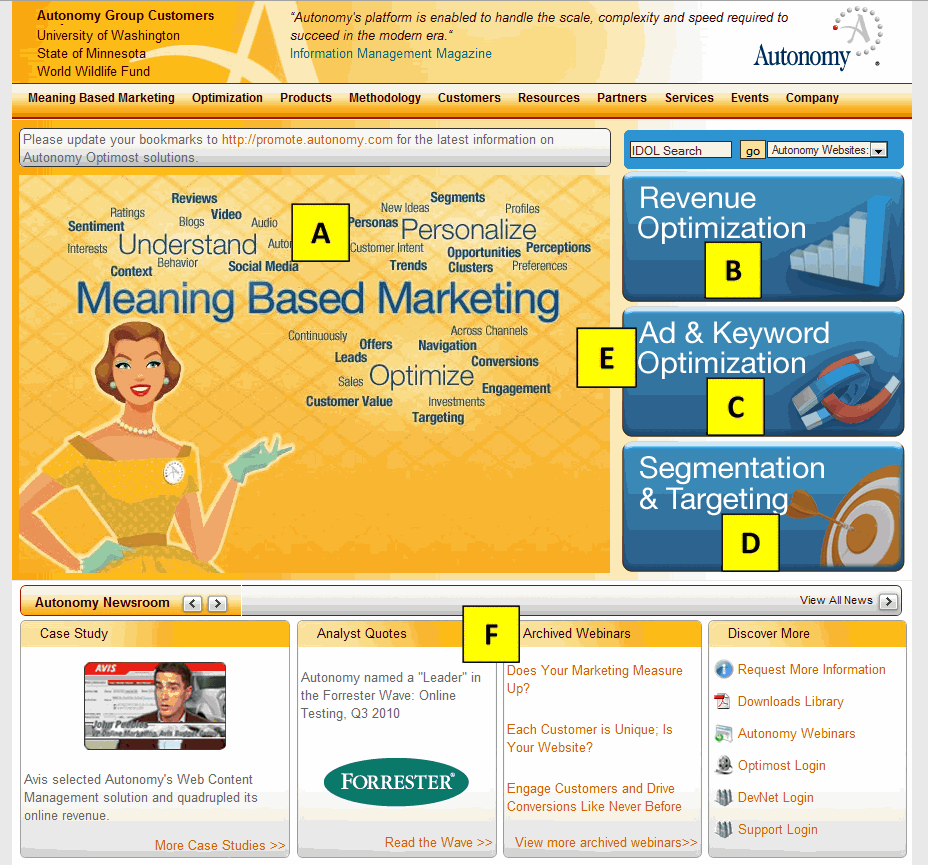 Autonomy Group Customers
University of Washington
State of Minnesota
World Wildlife Fund
“Autonomy's platform is enabled to handle the scale, complexity and speed required to
succeed in the modern era.“
Information Management Magazine
A
Autonomy
Meaning Based Marketing Optimization Products Methodology Customers Resources Partners Services Events Company
Please update your bookmarks to http://promote.autonomy.com for the latest information on
Autonomy Optimost solutions.
IDOL Search go Autonomy Websites:
Reviews
Segments
Ratings
Video
New Ideas
Profiles
Sentiment
Blogs
Audio
A
Personas
Personalize
Interests
Understand
Customer Intent
Opportunities
Perceptions
Context
Behavior
Social Media
Trends
Clusters
Preferences
Meaning Based Marketing
Continuously
Across Channels
Offers
Navigation
Leads
Conversions
Sales
Optimize
Engagement
Customer Value
Investments
Targeting
Revenue
Optimization
B
E
Ad & Keyword
Optimization
C
Segmentation
& Targeting
D
Autonomy Newsroom < > View All News >
F
Case Study
AVIS
John Peebles
Avis selected Autonomy's Web Content
Management solution and quadrupled its
online revenue.
More Case Studies >>
Analyst Quotes
Autonomy named a "Leader" in
the Forrester Wave: Online
Testing, Q3 2010
FORRESTER®
Read the Wave >>
Archived Webinars
Does Your Marketing Measure
Up?
Each Customer is Unique; Is
Your Website?
Engage Customers and Drive
Conversions Like Never Before
View more archived webinars>>
Discover More
Request More Information
Downloads Library
Autonomy Webinars
Optimost Login
DevNet Login
Support Login